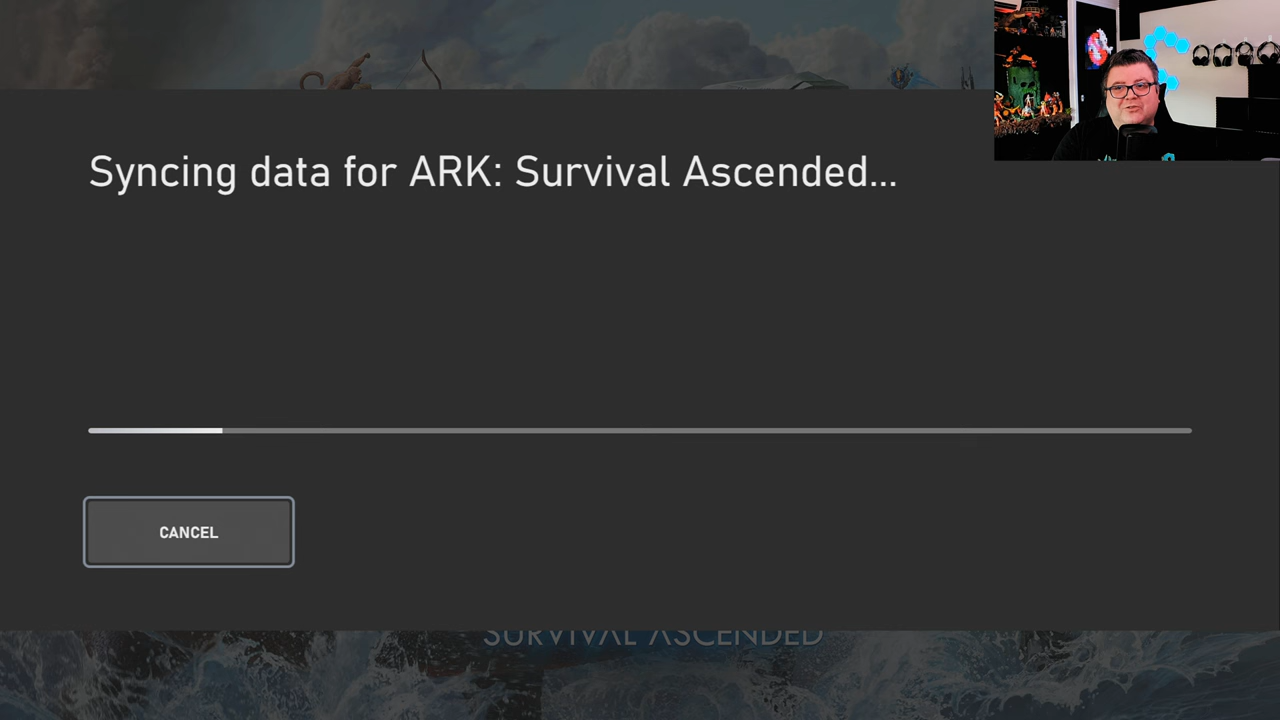 Syncing data for ARK: Survival Ascended...
CANCEL
SURVIVAL ASCENDED